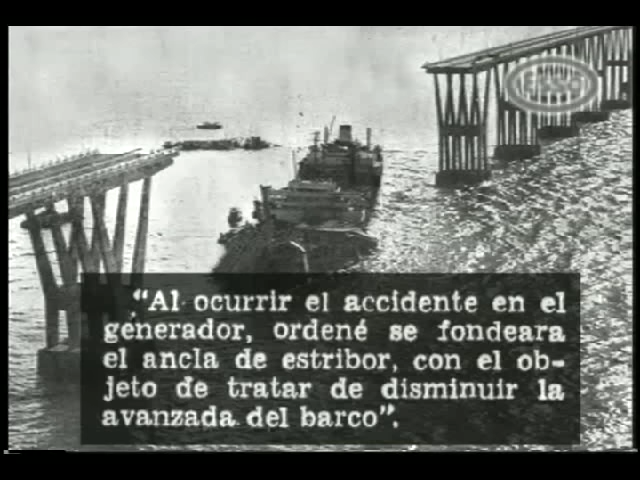 ESSO
"Al ocurrir el accidente en el
generador, ordené se fondeara
el ancla de estribor, con el ob-
jeto de tratar de disminuir la
avanzada del barco".